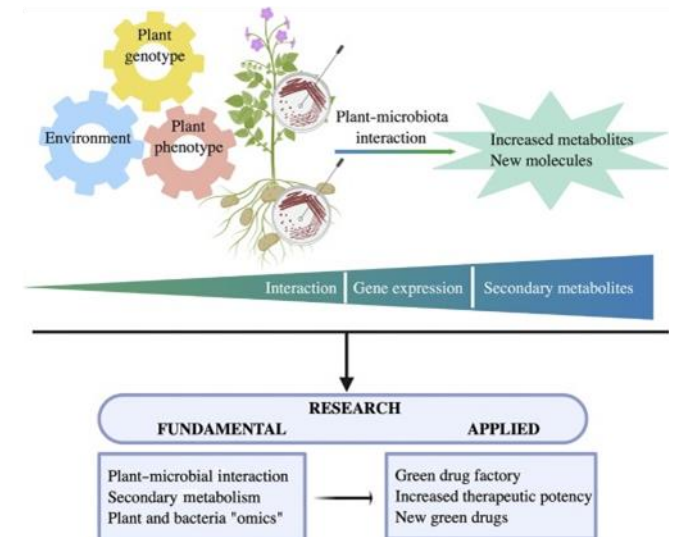 Plant
genotype
Environment
Plant
phenotype
Plant–microbiota
interaction
Increased metabolites
New molecules
Interaction
Gene expression
Secondary metabolites
RESEARCH
FUNDAMENTAL
APPLIED
Plant–microbial interaction
Secondary metabolism
Plant and bacteria "omics"
Green drug factory
Increased therapeutic potency
New green drugs